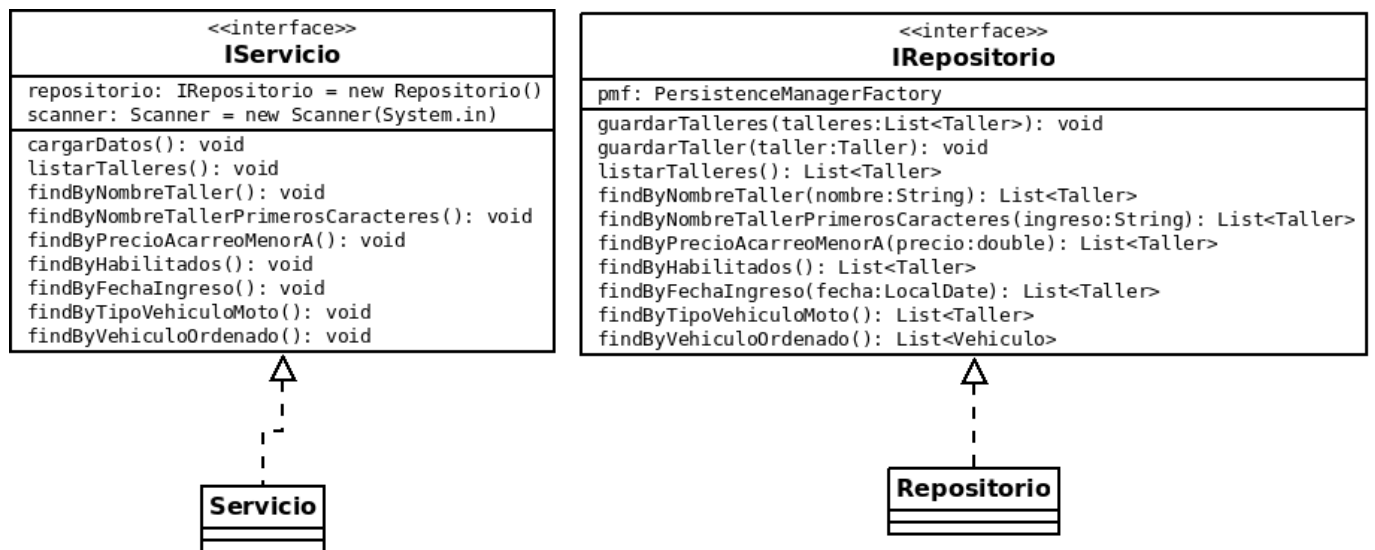 <<interface>>
IServicio
repositorio: IRepositorio = new Repositorio()
scanner: Scanner = new Scanner(System.in)
cargarDatos(): void
listarTalleres(): void
findByNombreTaller(): void
findByNombreTallerPrimerosCaracteres(): void
findByPrecioAcarreoMenorA(): void
findByHabilitados(): void
findByFechaIngreso(): void
findByTipoVehiculoMoto(): void
findByVehiculoOrdenado(): void
Servicio
<<interface>>
IRepositorio
pmf: PersistenceManagerFactory
guardarTalleres(talleres:List<Taller>): void
guardarTaller(taller:Taller): void
listarTalleres(): List<Taller>
findByNombreTaller(nombre:String): List<Taller>
findByNombreTallerPrimerosCaracteres(ingreso:String): List<Taller>
findByPrecioAcarreoMenorA(precio:double): List<Taller>
findByHabilitados(): List<Taller>
findByFechaIngreso(fecha:LocalDate): List<Taller>
findByTipoVehiculoMoto(): List<Taller>
findByVehiculoOrdenado(): List<Vehiculo>
Repositorio